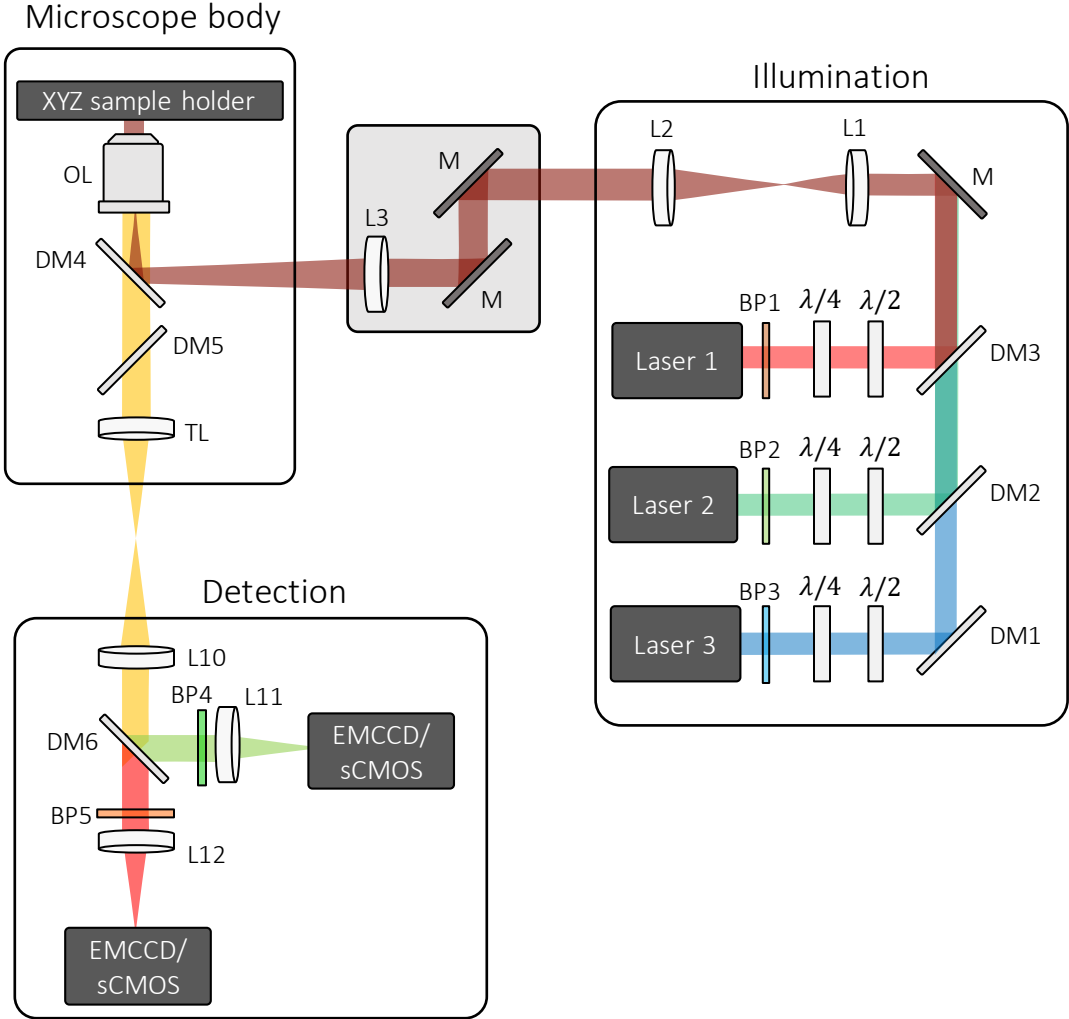 Microscope body
XYZ sample holder
OL
DM4
DM5
TL
M
L3
M
Illumination
L2
L1
M
BP1
λ/4
λ/2
Laser 1
DM3
BP2
λ/4
λ/2
Laser 2
DM2
BP3
λ/4
λ/2
Laser 3
DM1
Detection
L10
BP4
L11
DM6
EMCCD/
sCMOS
BP5
L12
EMCCD/
sCMOS